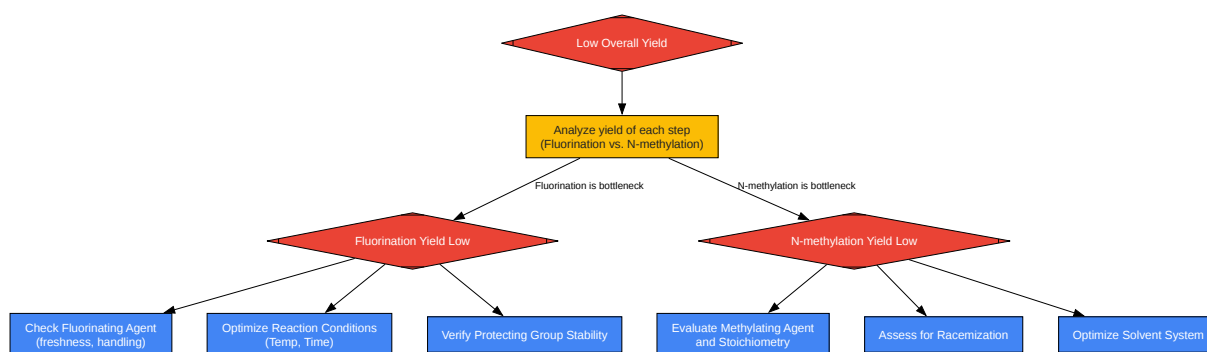 Low Overall Yield
Analyze yield of each step
(Fluorination vs. N-methylation)
Fluorination is bottleneck
N-methylation is bottleneck
Fluorination Yield Low
N-methylation Yield Low
Check Fluorinating Agent
(freshness, handling)
Optimize Reaction Conditions
(Temp, Time)
Verify Protecting Group Stability
Evaluate Methylating Agent
and Stoichiometry
Assess for Racemization
Optimize Solvent System